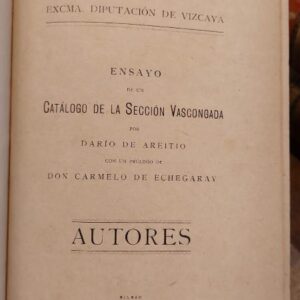 EXCMA. DIPUTACIÓN DE VIZCAYA
ENSAYO
DE UN
CATÁLOGO DE LA SECCIÓN VASCONGADA
POR
DARÍO DE AREITIO
CON UN PRÓLOGO DE
DON CARMELO DE ECHEGARAY
AUTORES
BILBAO